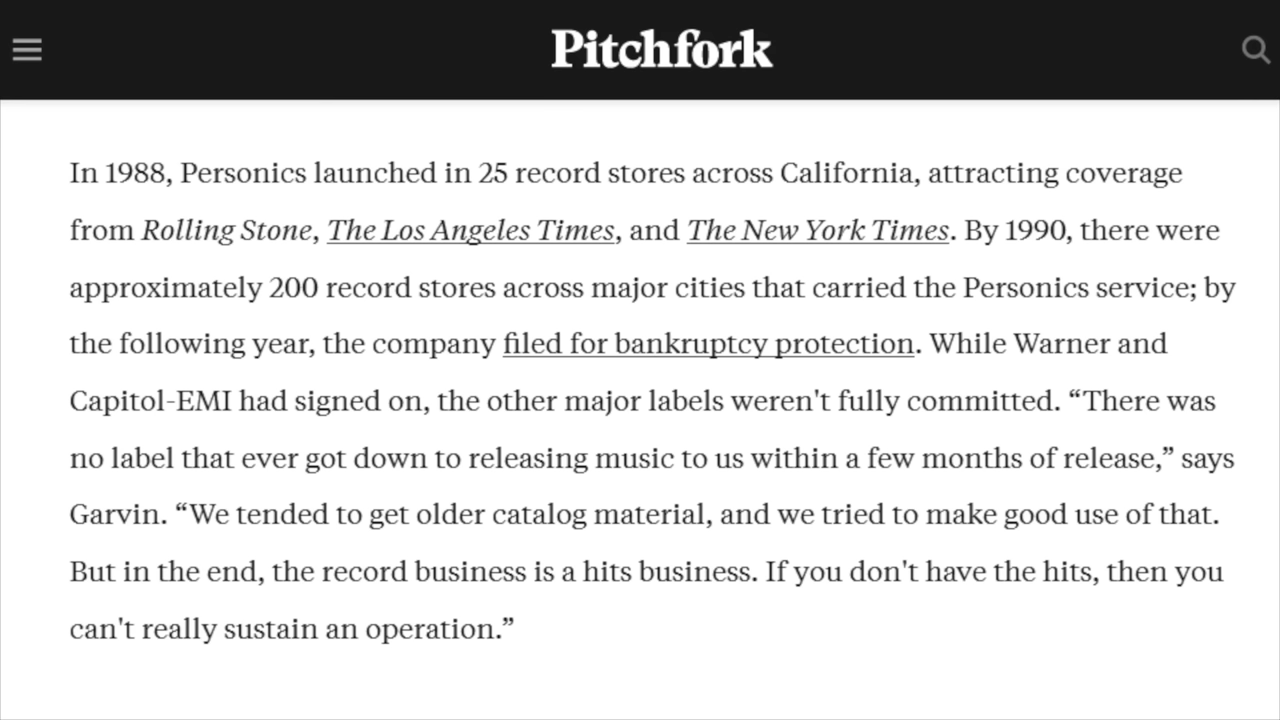 Pitchfork
In 1988, Personics launched in 25 record stores across California, attracting coverage
from Rolling Stone, The Los Angeles Times, and The New York Times. By 1990, there were
approximately 200 record stores across major cities that carried the Personics service; by
the following year, the company filed for bankruptcy protection. While Warner and
Capitol-EMI had signed on, the other major labels weren't fully committed. “There was
no label that ever got down to releasing music to us within a few months of release,” says
Garvin. “We tended to get older catalog material, and we tried to make good use of that.
But in the end, the record business is a hits business. If you don't have the hits, then you
can't really sustain an operation.”